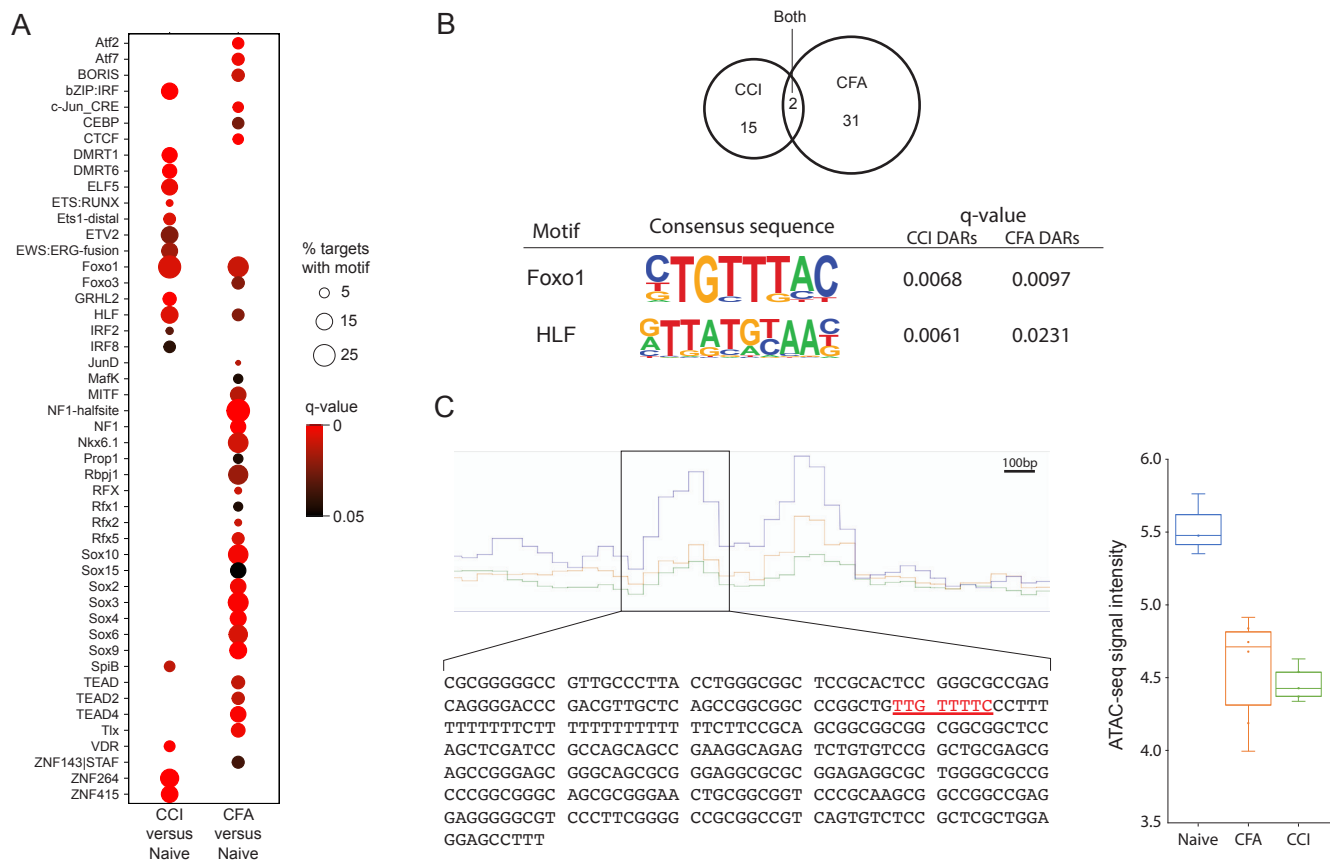 A
Atf2
Atf7
BORIS
bZIP:IRF
c-Jun_CRE
CEBP
CTCF
DMRT1
DMRT6
ELF5
ETS:RUNX
Ets1-distal
ETV2
EWS:ERG-fusion
Foxo1
Foxo3
GRHL2
HLF
IRF2
IRF8
JunD
MafK
MITF
NF1-halfsite
NF1
Nkx6.1
Prop1
Rbpj1
RFX
Rfx1
Rfx2
Rfx5
Sox10
Sox15
Sox2
Sox3
Sox4
Sox6
Sox9
SpiB
TEAD
TEAD2
TEAD4
Tlx
VDR
ZNF143|STAF
ZNF264
ZNF415
CCI CFA
versus versus
Naive Naive
% targets
with motif
5
15
25
q-value
0
0.05
B
Both
CCI CFA
2
15 31
Motif Consensus sequence q-value
CCI DARs CFA DARs
Foxo1 CTGTTTAC 0.0068 0.0097
HLF GTTATGTAAC 0.0061 0.0231
C
100bp
CGCGGGGGCC GTTGCCCTTA CCTGGGCGGC TCCGCACTCC GGGCGCCGAG
CAGGGGACCC GACGTTGCTC AGCCGGCGGC CCGGCTGTTG TTTTCCCTTT
TTTTTTTCTT TTTTTTTTTT TTCTTCCGCA GCGGCGGCGG CGGCGGCTCC
AGCTCGATCC GCCAGCAGCC GAAGGCAGAG TCTGTGTCCG GCTGCGAGCG
AGCCGGGAGC GGGCAGCGCG GGAGGCGCGC GGAGAGGCGC TGGGGCGCCG
CCCGGCGGGC AGCGCGGGAA CTGCGGCGGT CCCGCAAGCG GCCGGCCGAG
GAGGGGGCGT CCCTTCGGGG CCGCGGCCGT CAGTGTCTCC GCTCGCTGGA
GGAGCCTTT
ATAC-seq signal intensity
6.0
5.5
5.0
4.5
4.0
3.5
Naive CFA CCI